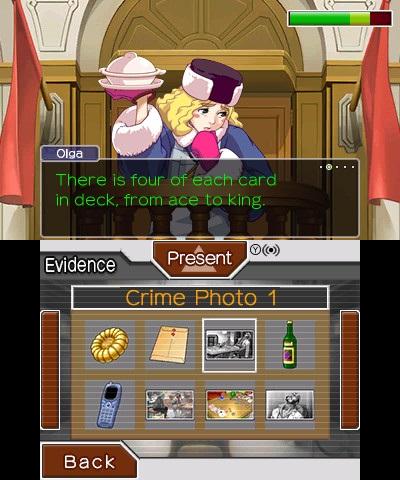 Olga
There is four of each card
in deck, from ace to king.
Evidence
Present
Y
Crime Photo 1
Back